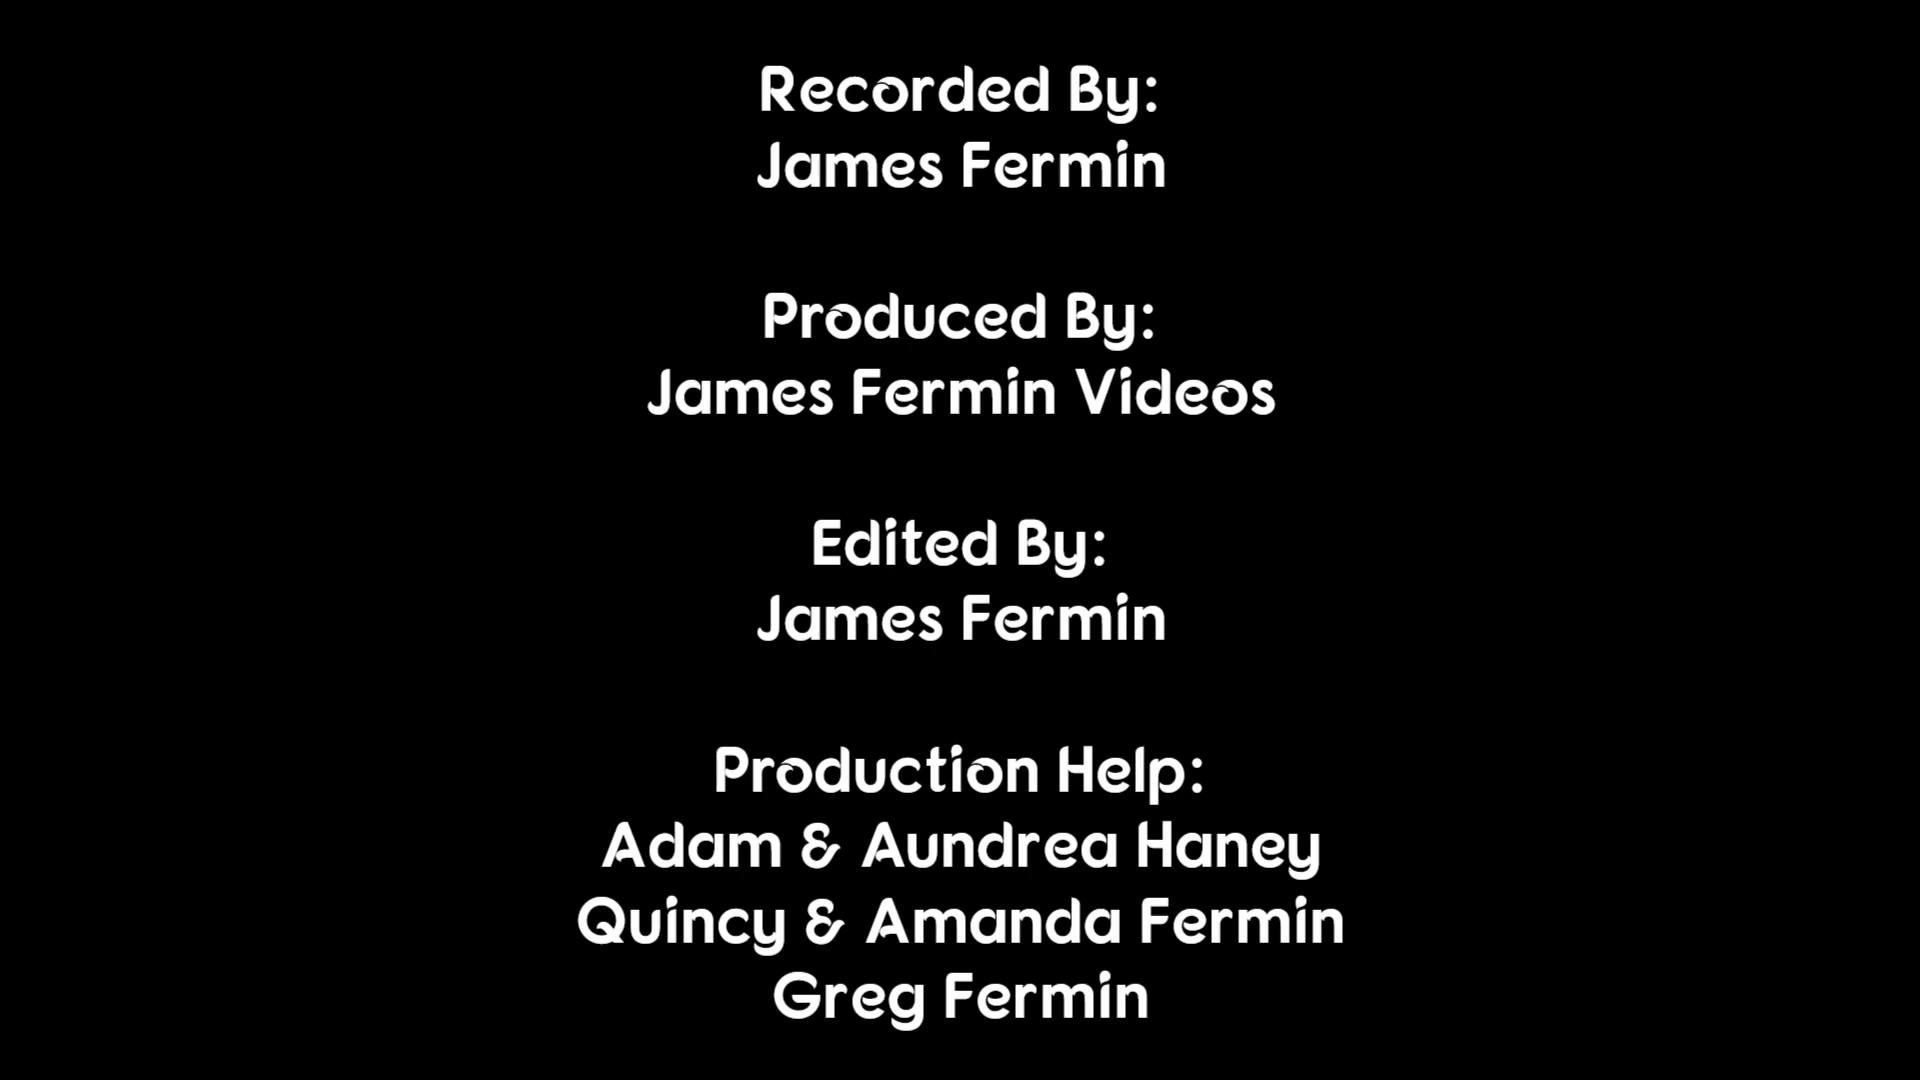 Recorded By:
James Fermin
Produced By:
James Fermin Videos
Edited By:
James Fermin
Production Help:
Adam & Aundrea Haney
Quincy & Amanda Fermin
Greg Fermin